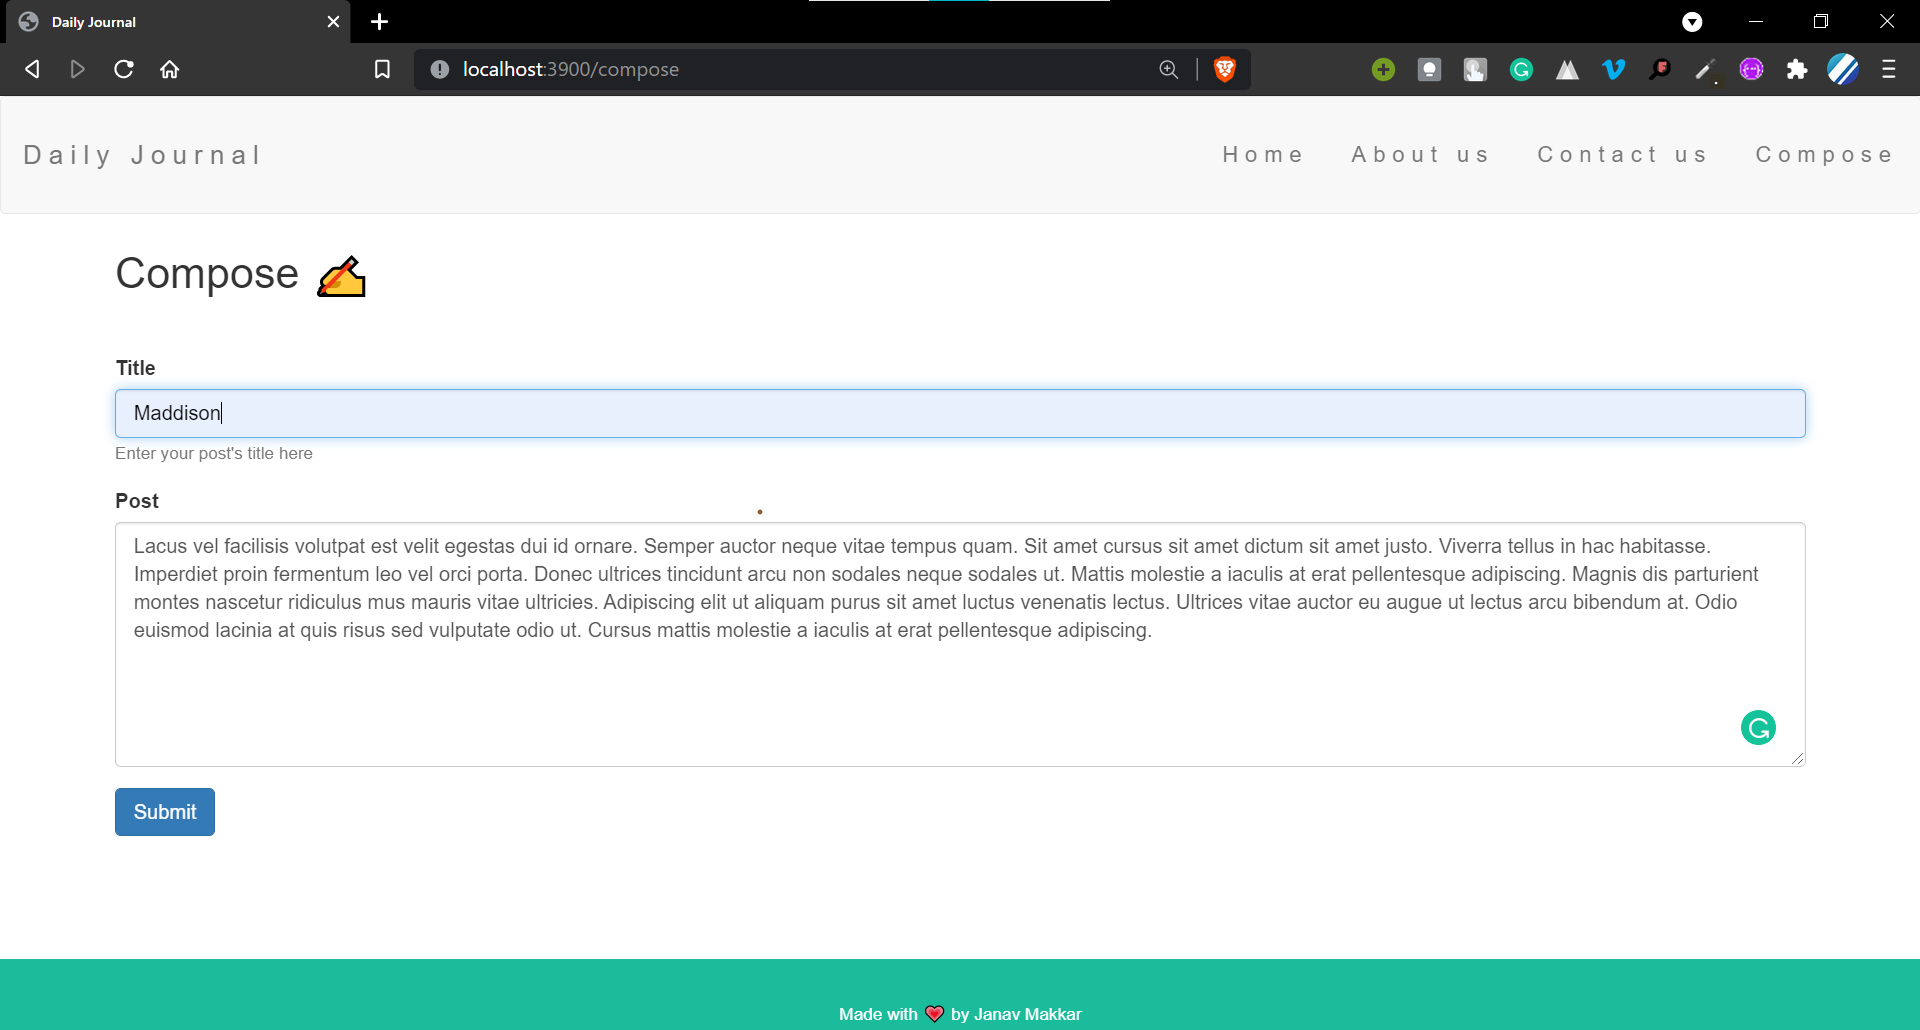 Daily Journal
localhost:3900/compose
Daily Journal
Home About us Contact us Compose
Compose ✍
Title
Maddison
Enter your post's title here
Post
Lacus vel facilisis volutpat est velit egestas dui id ornare. Semper auctor neque vitae tempus quam. Sit amet cursus sit amet dictum sit amet justo. Viverra tellus in hac habitasse.
Imperdiet proin fermentum leo vel orci porta. Donec ultrices tincidunt arcu non sodales neque sodales ut. Mattis molestie a iaculis at erat pellentesque adipiscing. Magnis dis parturient
montes nascetur ridiculus mus mauris vitae ultricies. Adipiscing elit ut aliquam purus sit amet luctus venenatis lectus. Ultrices vitae auctor eu augue ut lectus arcu bibendum at. Odio
euismod lacinia at quis risus sed vulputate odio ut. Cursus mattis molestie a iaculis at erat pellentesque adipiscing.
Submit
Made with 💗 by Janav Makkar